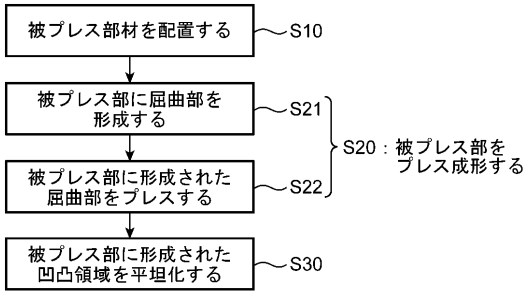 被プレス部材を配置する
S10
被プレス部に屈曲部を
形成する
S21
S20：被プレス部を
プレス成形する
被プレス部に形成された
屈曲部をプレスする
S22
被プレス部に形成された
凹凸領域を平坦化する
S30